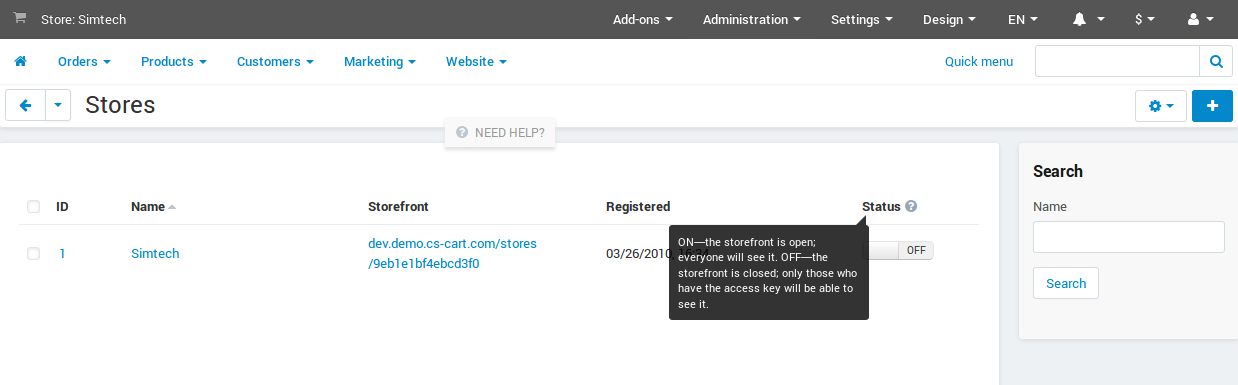 Store: Simtech Add-ons Administration Settings Design EN $
Orders Products Customers Marketing Website Quick menu
Stores
NEED HELP?
Search
ID Name Storefront Registered Status
Name
1 Simtech dev.demo.cs-cart.com/stores
/9eb1e1bf4ebcd3f0
03/26/2010, OFF
ON—the storefront is open;
everyone will see it. OFF—the
storefront is closed; only those who
have the access key will be able to
see it.
Search